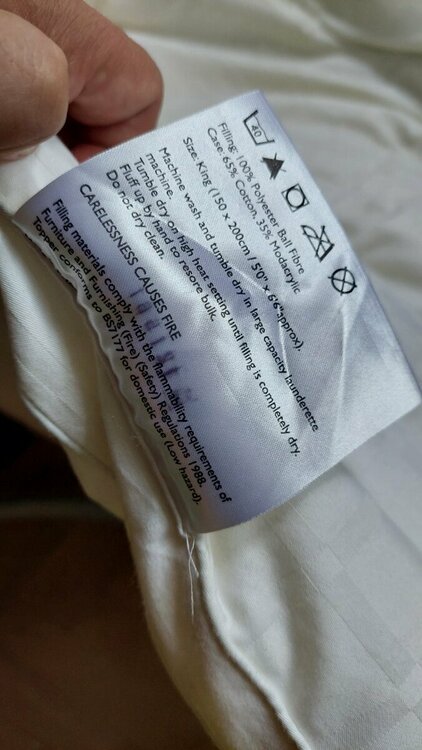 40
Filling: 100% Polyester Ball Fibre
Case: 65% Cotton, 35% Modacrylic
Size: King (150 x 200cm / 5'0" x 6'6" approx).
Machine wash and tumble dry in large capacity launderette
machine.
Tumble dry on high heat setting until filling is completely dry.
Fluff up by hand to resore bulk.
Do not dry clean.
CARELESSNESS CAUSES FIRE
Filling materials comply with the flammability requirements of
Furniture and Furnishing (Fire) (Safety) Regulations 1988.
Topper conforms to BS7177 for domestic use (Low hazard).